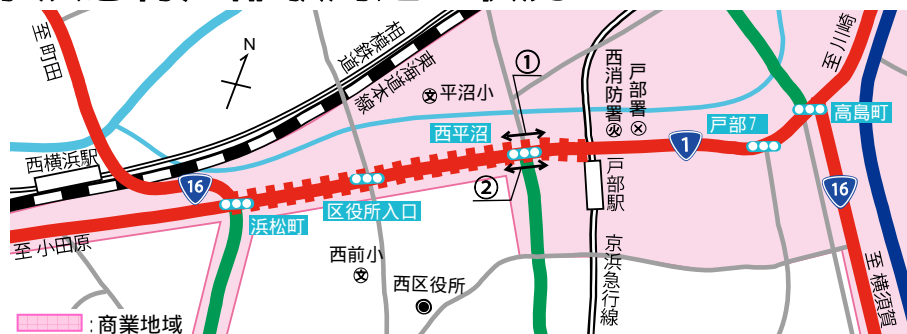 至町田
N
相模鉄道
東海道本線
平沼小
①
西消防署
戸部署
至川崎
高島町
戸部7
西平沼
1
西横浜駅
16
②
戸部駅
16
区役所入口
浜松町
至小田原
西前小
西区役所
京浜急行線
至横須賀
:商業地域